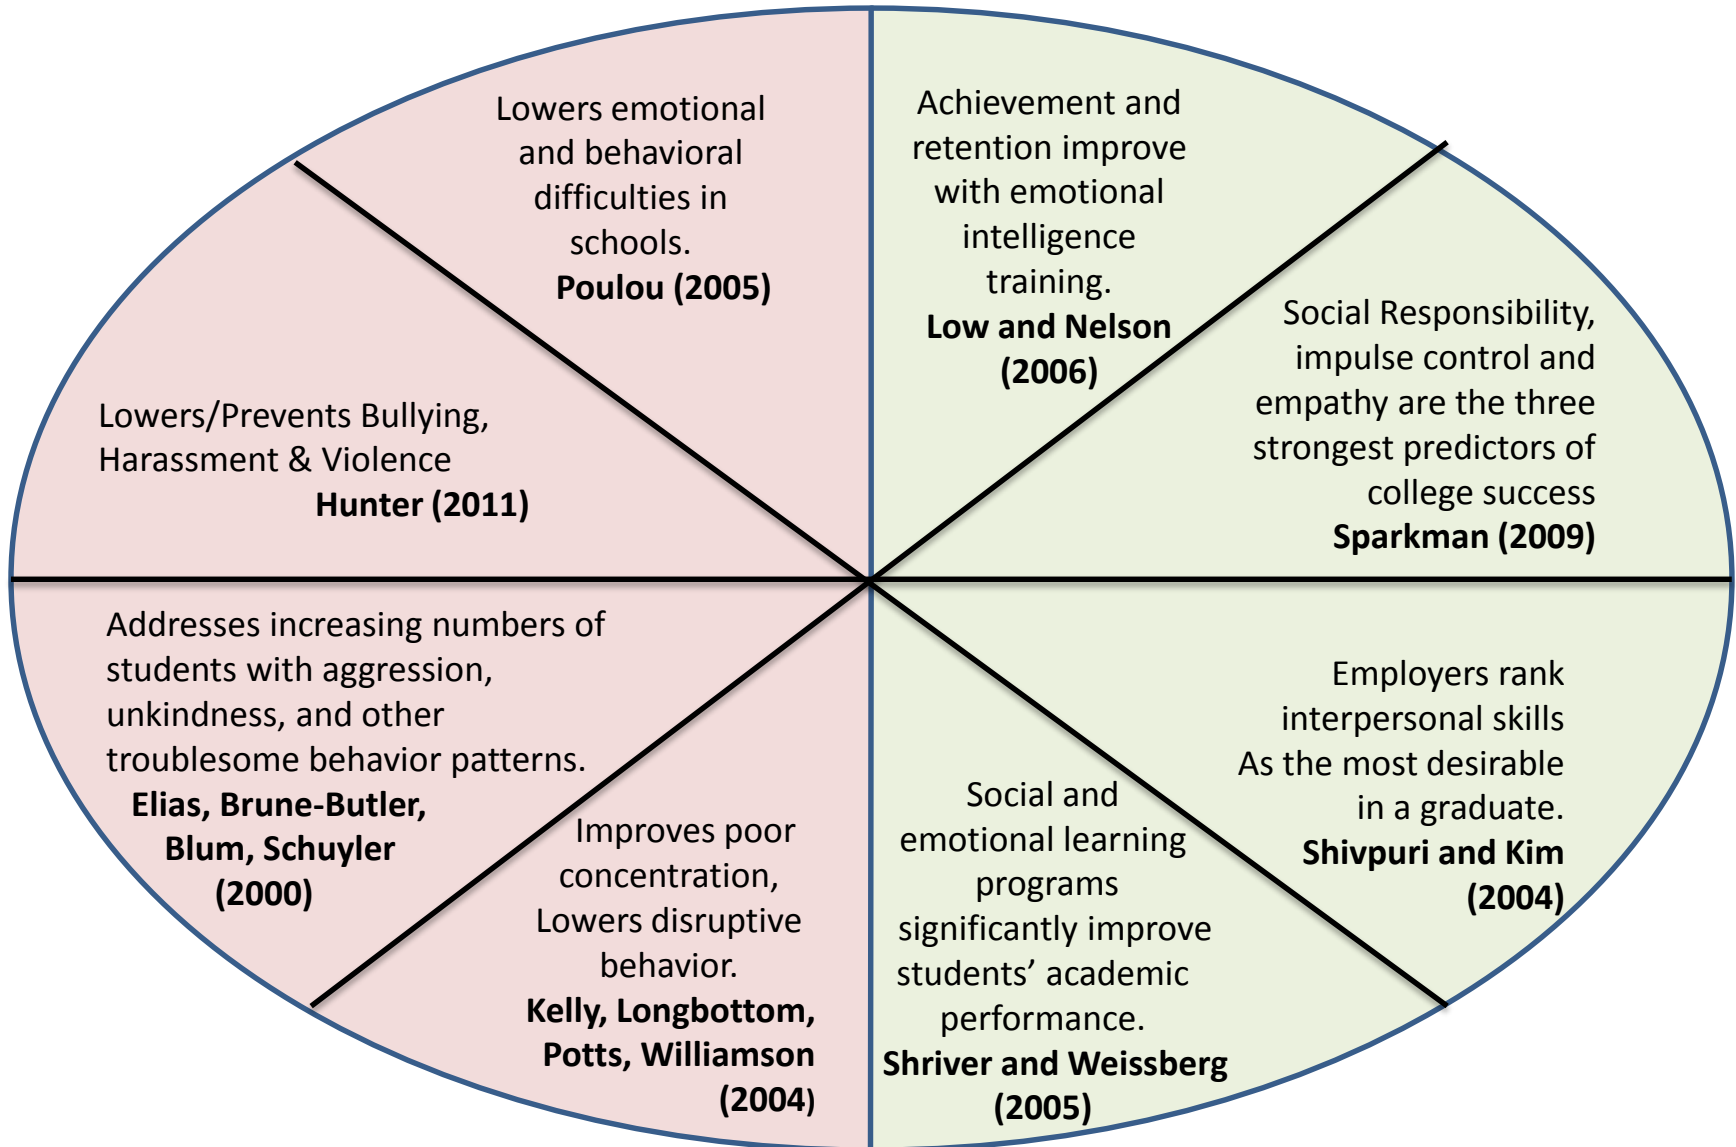 Lowers emotional
and behavioral
difficulties in
schools.
Poulou (2005)
Achievement and
retention improve
with emotional
intelligence
training.
Low and Nelson
(2006)
Social Responsibility,
impulse control and
empathy are the three
strongest predictors of
college success
Sparkman (2009)
Lowers/Prevents Bullying,
Harassment & Violence
Hunter (2011)
Addresses increasing numbers of
students with aggression,
unkindness, and other
troublesome behavior patterns.
Elias, Brune-Butler,
Blum, Schuyler
(2000)
Improves poor
concentration,
Lowers disruptive
behavior.
Kelly, Longbottom,
Potts, Williamson
(2004)
Social and
emotional learning
programs
significantly improve
students’ academic
performance.
Shriver and Weissberg
(2005)
Employers rank
interpersonal skills
As the most desirable
in a graduate.
Shivpuri and Kim
(2004)